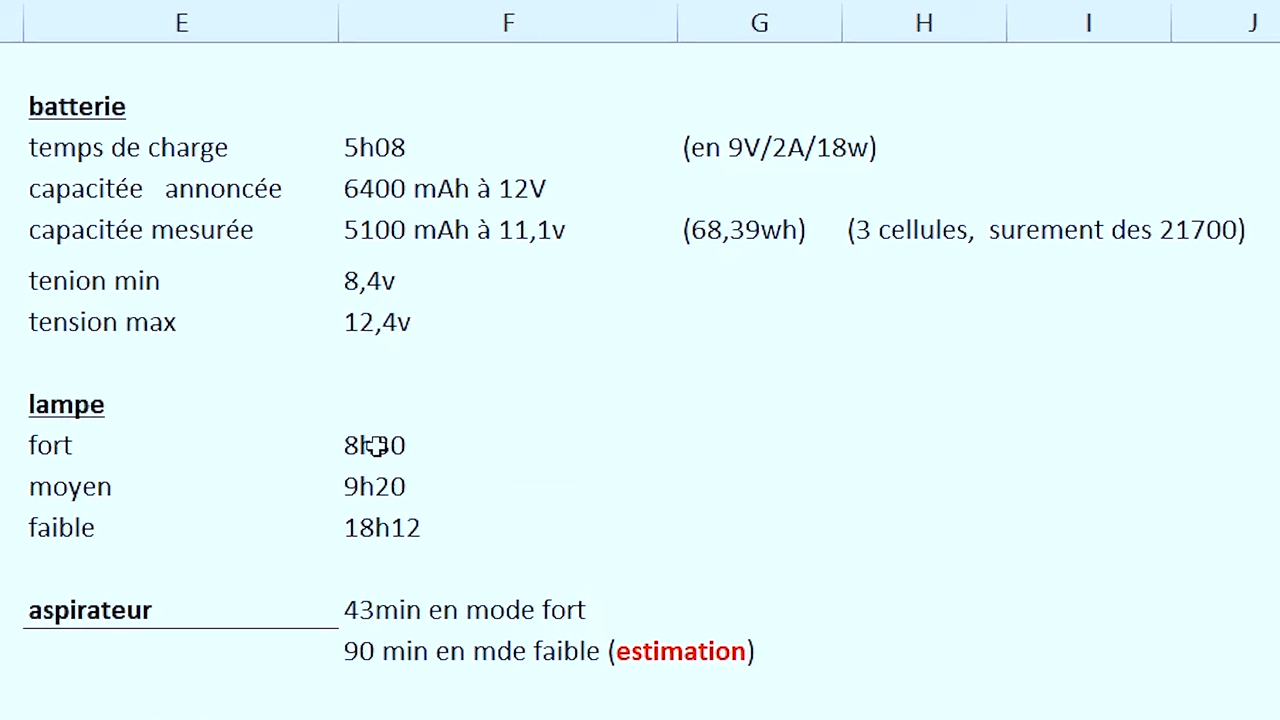 E F G H I J
batterie
temps de charge 5h08 (en 9V/2A/18w)
capacitée annoncée 6400 mAh à 12V
capacitée mesurée 5100 mAh à 11,1v (68,39wh) (3 cellules, surement des 21700)
tenion min 8,4v
tension max 12,4v
lampe
fort
moyen 9h20
faible 18h12
aspirateur 43min en mode fort
90 min en mde faible (estimation)